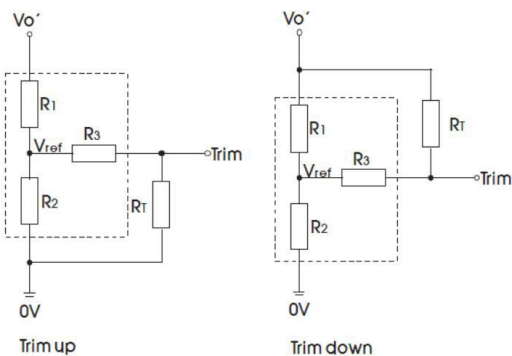 Vo´
R1
Vref
R3
Trim
R2
RT
0V
Trim up
Vo´
R1
RT
Vref
R3
Trim
R2
0V
Trim down